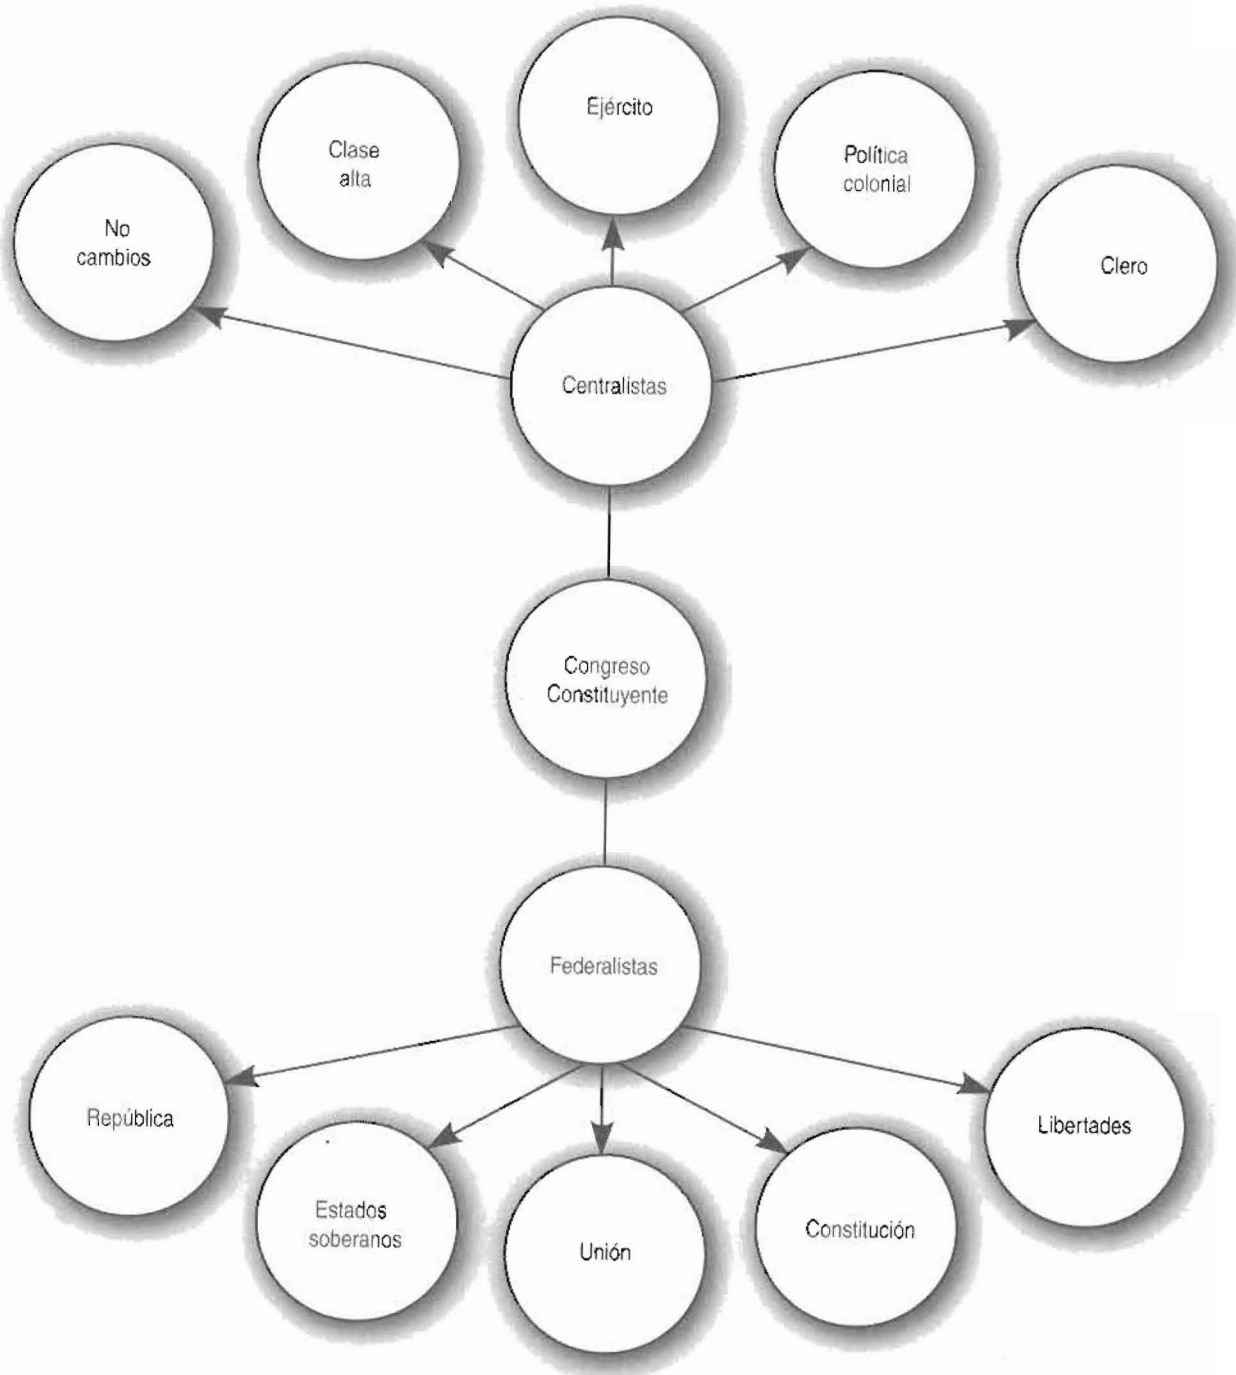 Ejército
Clase
alta
Política
colonial
No
cambios
Clero
Centralistas
Congreso
Constituyente
Federalistas
República
Libertades
Estados
soberanos
Unión
Constitución